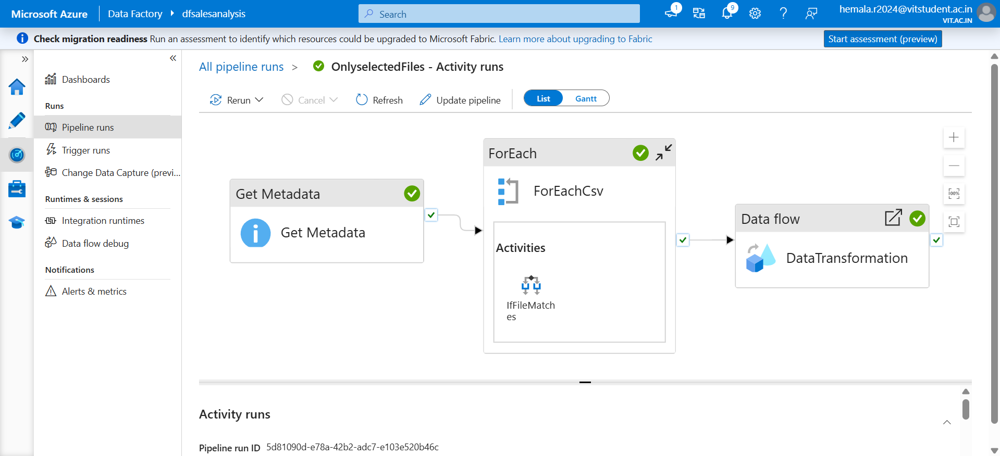 Microsoft Azure
Data Factory
dfsalesanalysis
Search
1
9
hemala.r2024@vitstudent.ac.in
VIT.AC.IN
Check migration readiness Run an assessment to identify which resources could be upgraded to Microsoft Fabric. Learn more about upgrading to Fabric
Start assessment (preview)
Dashboards
Runs
Pipeline runs
Trigger runs
Change Data Capture (previ...
Runtimes & sessions
Integration runtimes
Data flow debug
Notifications
Alerts & metrics
All pipeline runs > OnlyselectedFiles - Activity runs
Rerun
Cancel
Refresh
Update pipeline
List
Gantt
Get Metadata
Get Metadata
ForEach
ForEachCsv
Activities
IfFileMatch
es
Data flow
DataTransformation
100%
Activity runs
Pipeline run ID 5d81090d-e78a-42b2-adc7-e103e520b46c